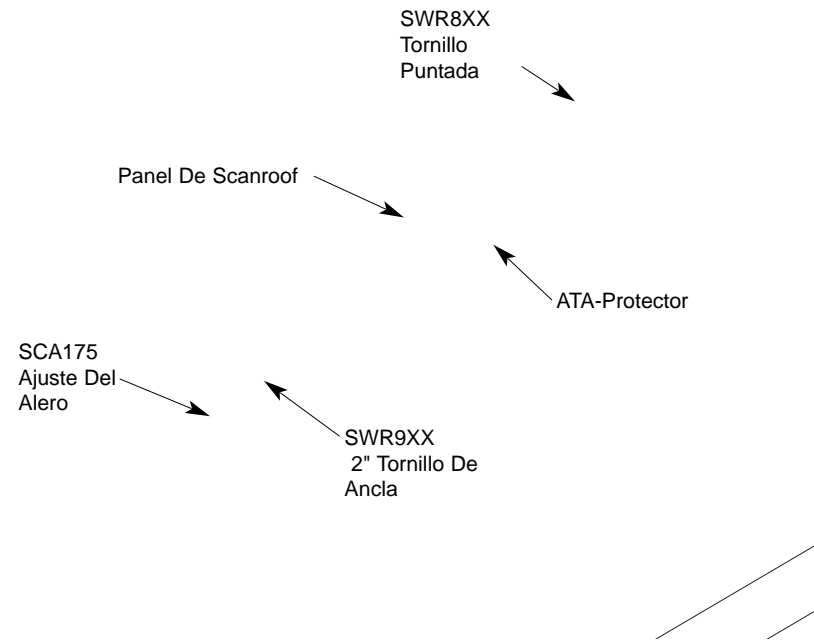 SWR8XX
Tornillo
Puntada
Panel De Scanroof
ATA-Protector
SCA175
Ajuste Del
Alero
SWR9XX
2" Tornillo De
Ancla